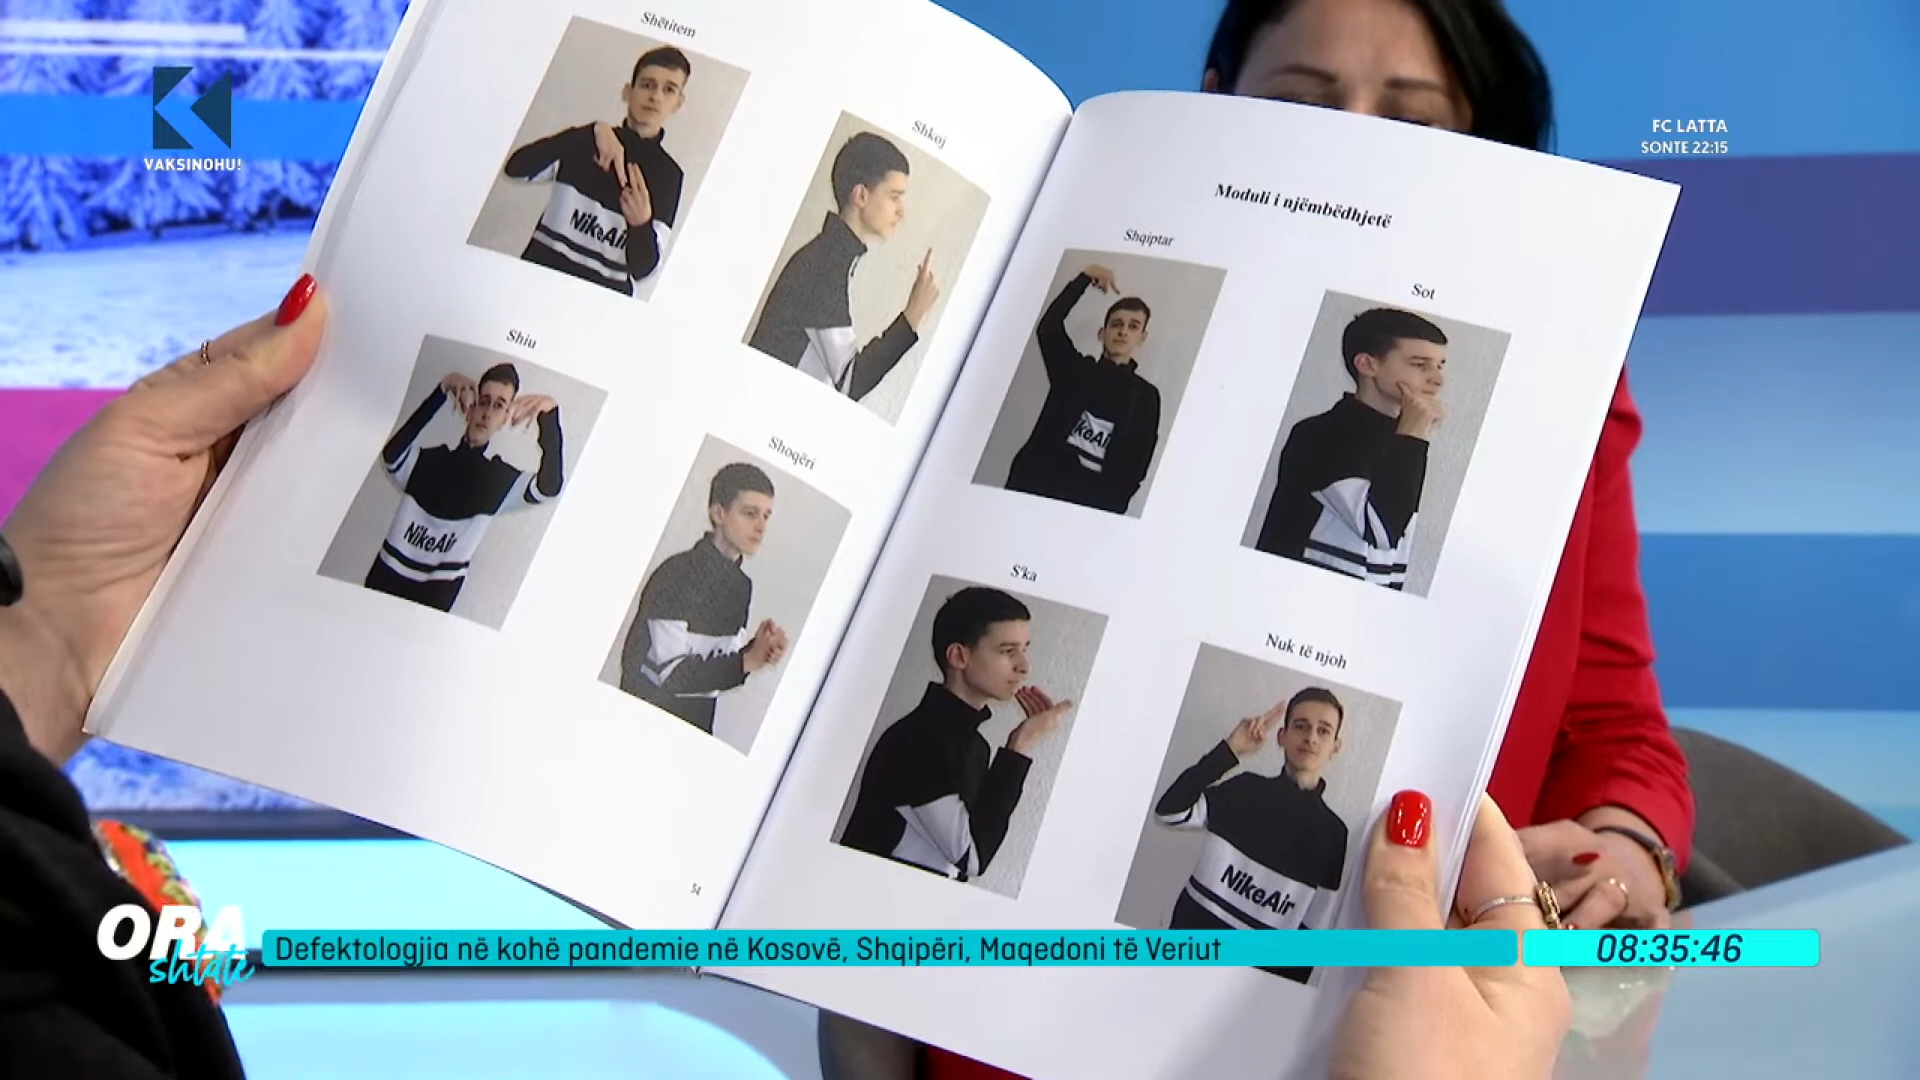 VAKSINOHU!
FC LATTA
SONTE 22:15
Shëtitem
Shkoj
Shiu
Shoqëri
54
Moduli i njëmbëdhjetë
Shqiptar
Sot
S'ka
Nuk të njoh
NikeAir
NikeAir
keAi
NikeAir
ORA
shtatë
Defektologjia në kohë pandemie në Kosovë, Shqipëri, Maqedoni të Veriut
08:35:46